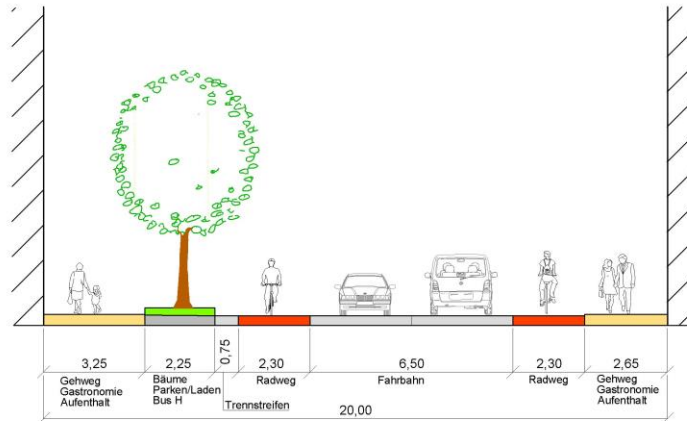 3,25
2,25
0,75
2,30
6,50
2,30
2,65
Gehweg
Gastronomie
Aufenthalt
Bäume
Parken/Laden
Bus H
Trennstreifen
Radweg
Fahrbahn
Radweg
Gehweg
Gastronomie
Aufenthalt
20,00